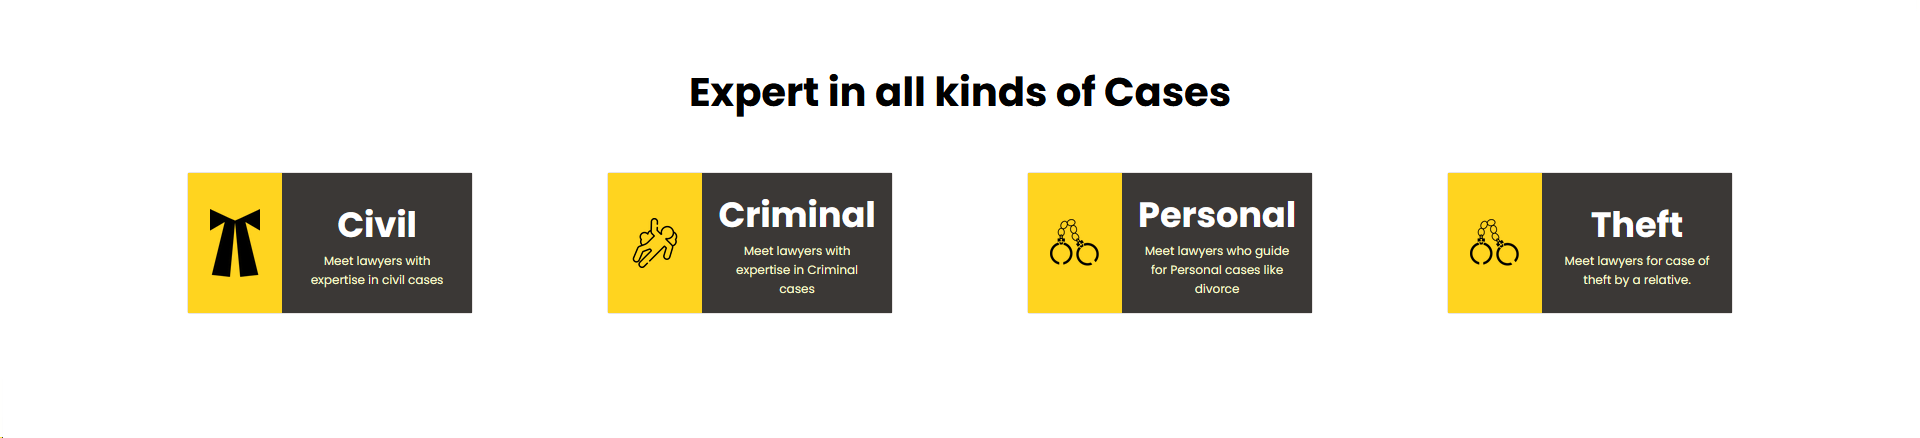 Expert in all kinds of Cases
Civil
Meet lawyers with
expertise in civil cases
Criminal
Meet lawyers with
expertise in Criminal
cases
Personal
Meet lawyers who guide
for Personal cases like
divorce
Theft
Meet lawyers for case of
theft by a relative.